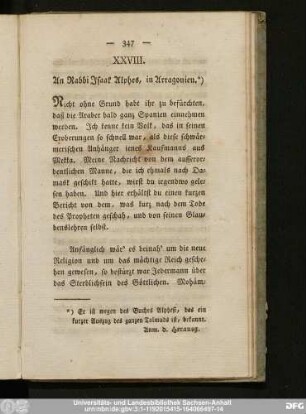 — 347 —
XXVIII.
An Rabbi Isaak Alphes, in Arragonien.*)
Nicht ohne Grund habt ihr zu befürchten,
daß die Araber bald ganz Spanien einnehmen
werden. Ich kenne kein Volk, das in seinen
Eroberungen so schnell war, als diese schwär-
merischen Anhänger jenes Kaufmanns aus
Mekka. Meine Nachricht von dem ausseror-
dentlichen Manne, die ich ehmals nach Da-
mask geschikt hatte, wirst du irgendwo gele-
sen haben. Und hier erhältst du einen kurzen
Bericht von dem, was kurz nach dem Tode
des Propheten geschah, und von seinen Glau-
benslehren selbst.
Anfänglich wär' es beinah' um die neue
Religion und um das mächtige Reich gesche-
hen gewesen, so bestürzt war Jedermann über
das Sterblichsein des Göttlichen. Moham-
*) Er ist wegen des Buches Alphes, das ein
kurzer Auszug des ganzen Talmuds ist, bekannt.
Anm. d. Herausg.
Universitäts- und Landesbibliothek Sachsen-Anhalt
urn:nbn:de:gbv:3:1-1192015415-164066497-14
DFG